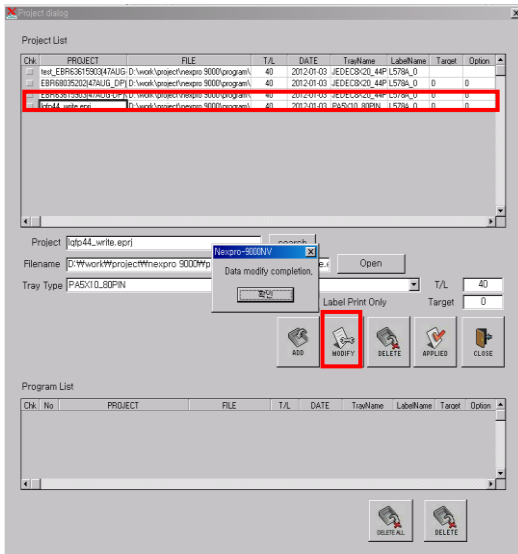 Project dialog
Project List
Chk PROJECT FILE T/L DATE TrayName LabelName Target Option
test_EBR63615903(47AUG- D:\work\project\nexpro 9000\program\ 40 2012-01-03 JEDEC8X20_44P L578A_0
EBR68035202(47AUG_DP) D:\work\project\nexpro 9000\program\ 40 2012-01-03 JEDEC8X20_44P L578A_0 0 0
EBR63615903(47AUG-DP) D:\work\project\nexpro 9000\program\ 40 2012-01-03 JEDEC8X20_44P L578A_0 0 0
lqfp44_write.eprj D:\work\project\nexpro 9000\program\ 40 2012-01-03 PA5X10_80PIN L578A_0 0 0
Project lqfp44_write.eprj search
Nexpro-9000NV
Data modify completion.
확인
Filename D:₩₩work₩₩project₩₩nexpro 9000₩₩p Open
Tray Type PA5X10_80PIN T/L 40
Label Print Only Target 0
ADD MODIFY DELETE APPLIED CLOSE
Program List
Chk No PROJECT FILE T/L DATE TrayName LabelName Target Option
DELETE ALL DELETE